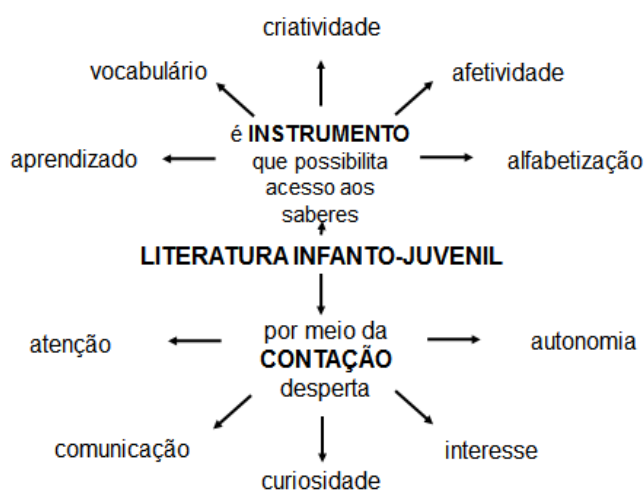 criatividade
vocabulário
afetividade
é INSTRUMENTO
que possibilita
acesso aos
saberes
aprendizado
alfabetização
LITERATURA INFANTO-JUVENIL
por meio da
CONTAÇÃO
desperta
atenção
autonomia
comunicação
interesse
curiosidade